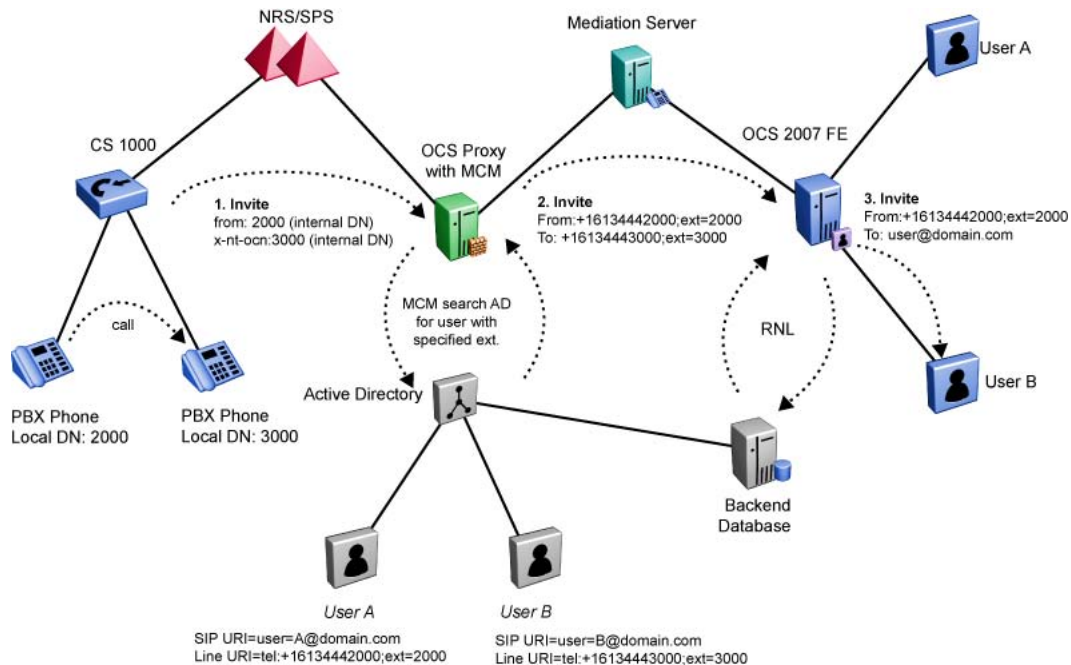 NRS/SPS
Mediation Server
User A
CS 1000
OCS Proxy
with MCM
OCS 2007 FE
1. Invite
from: 2000 (internal DN)
x-nt-ocn:3000 (internal DN)
2. Invite
From:+16134442000;ext=2000
To: +16134443000;ext=3000
3. Invite
From:+16134442000;ext=2000
To: user@domain.com
call
MCM search AD
for user with
specified ext.
RNL
PBX Phone
Local DN: 2000
PBX Phone
Local DN: 3000
Active Directory
User B
Backend
Database
User A
SIP URI=user=A@domain.com
Line URI=tel:+16134442000;ext=2000
User B
SIP URI=user=B@domain.com
Line URI=tel:+16134443000;ext=3000